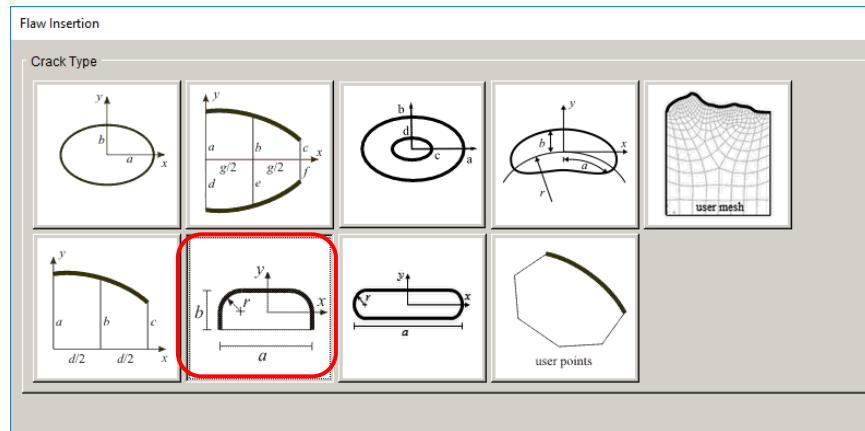 Flaw Insertion
Crack Type
y
b
a
x
y
a
b
c
x
g/2
g/2
d
e
f
b
d
c
a
y
b
x
a
r
user mesh
y
a
b
c
d/2
d/2
x
y
b
r
x
a
y
r
x
a
user points